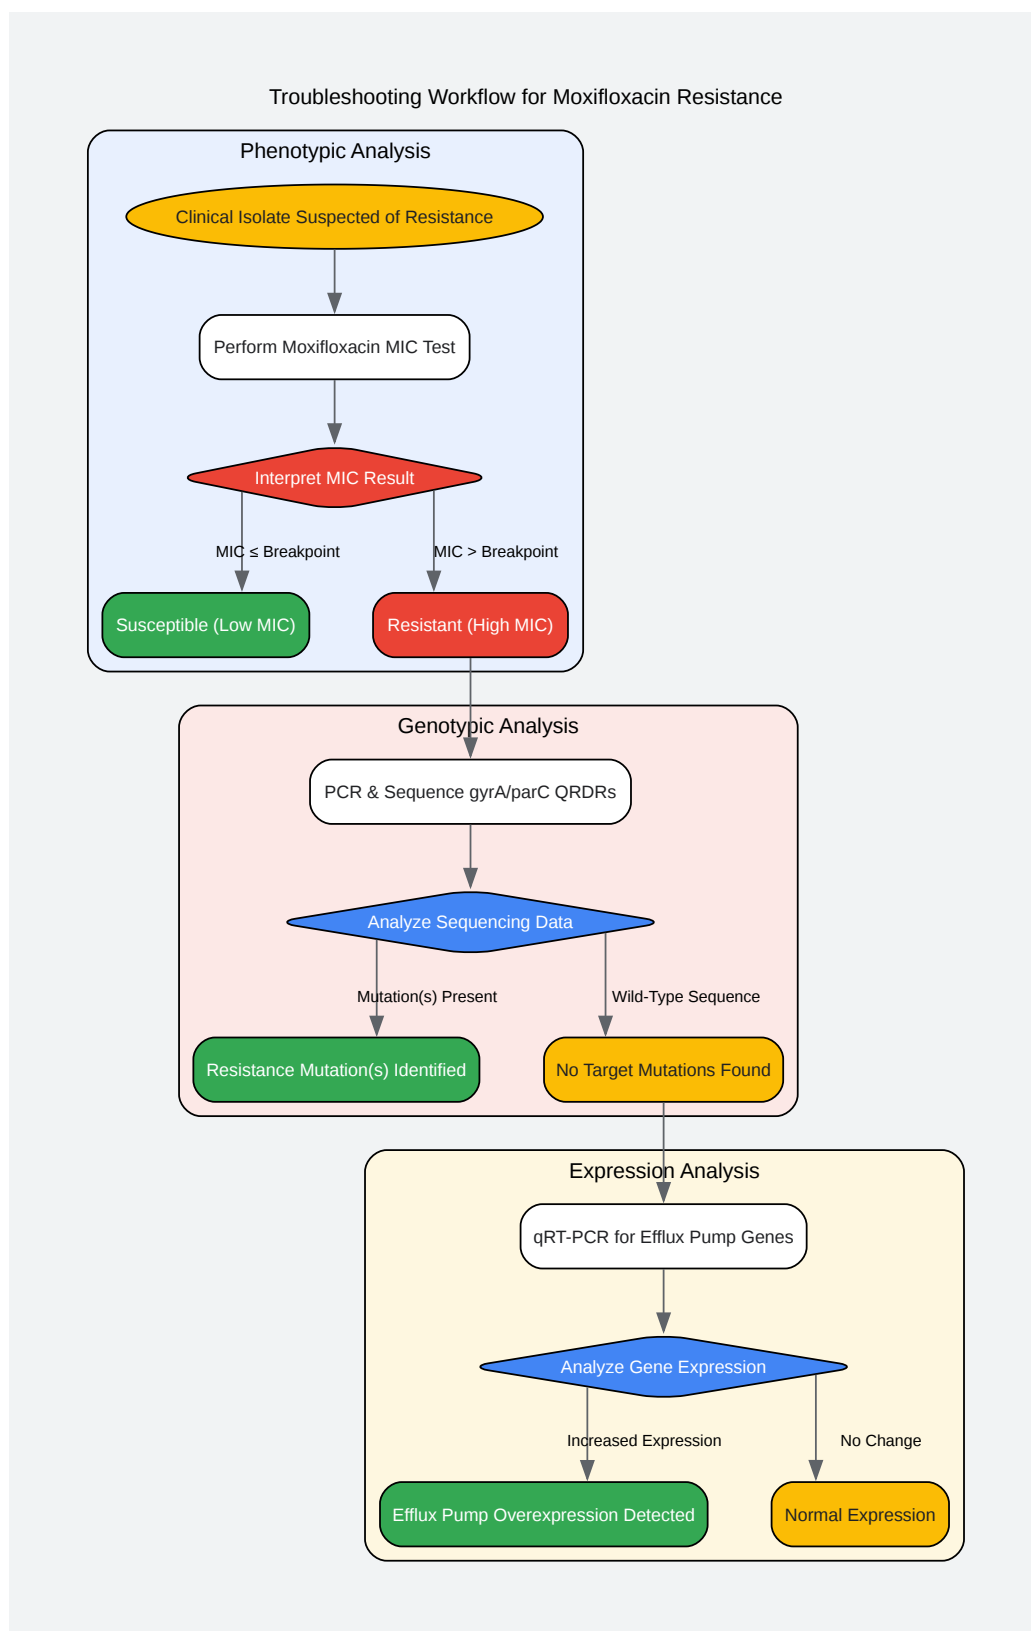 Troubleshooting Workflow for Moxifloxacin Resistance
Phenotypic Analysis
Clinical Isolate Suspected of Resistance
Perform Moxifloxacin MIC Test
Interpret MIC Result
MIC ≤ Breakpoint
MIC > Breakpoint
Susceptible (Low MIC)
Resistant (High MIC)
Genotypic Analysis
PCR & Sequence gyrA/parC QRDRs
Analyze Sequencing Data
Mutation(s) Present
Wild-Type Sequence
Resistance Mutation(s) Identified
No Target Mutations Found
Expression Analysis
qRT-PCR for Efflux Pump Genes
Analyze Gene Expression
Increased Expression
No Change
Efflux Pump Overexpression Detected
Normal Expression